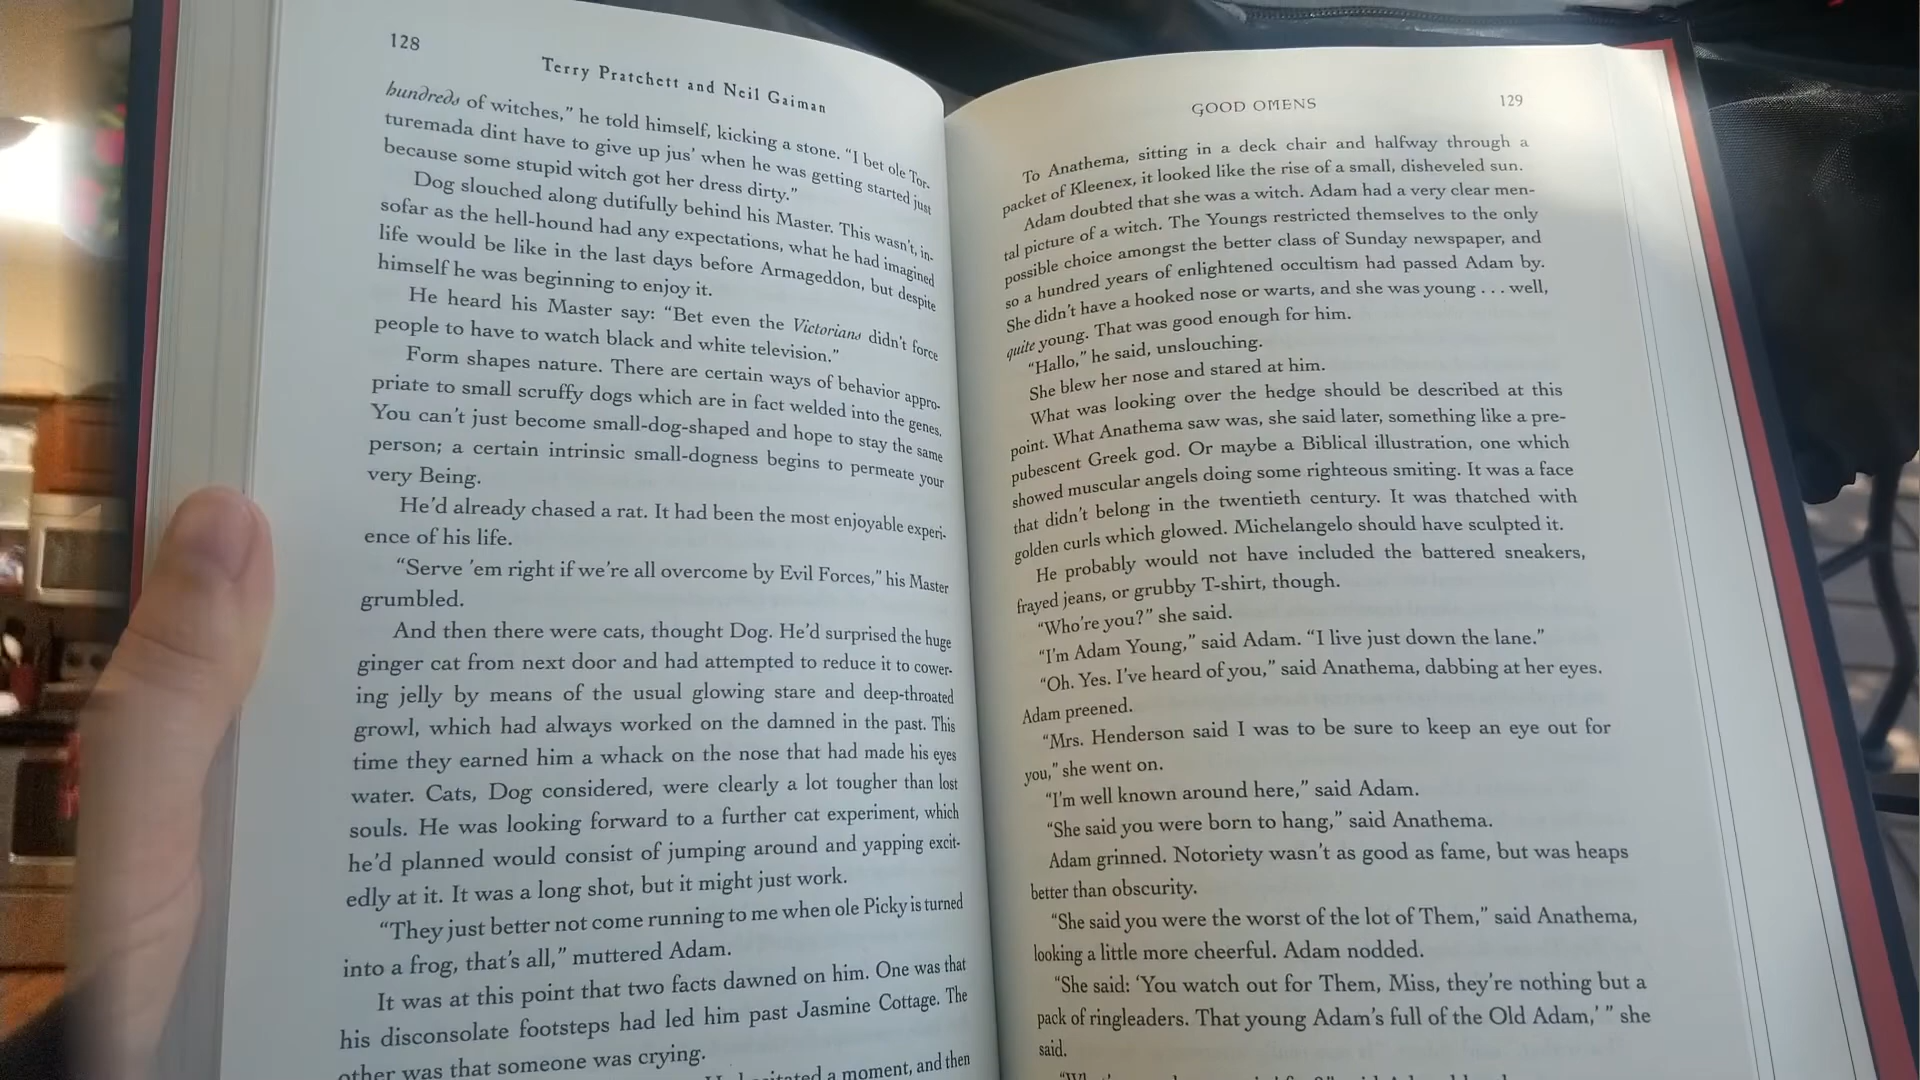 128
Terry Pratchett and Neil Gaiman
hundreds of witches,” he told himself, kicking a stone. “I bet ole Tor-
turemada dint have to give up jus’ when he was getting started just
because some stupid witch got her dress dirty.”
Dog slouched along dutifully behind his Master. This wasn’t, in-
sofar as the hell-hound had any expectations, what he had imagined
life would be like in the last days before Armageddon, but despite
himself he was beginning to enjoy it.
He heard his Master say: “Bet even the Victorians didn’t force
people to have to watch black and white television.”
Form shapes nature. There are certain ways of behavior appro-
priate to small scruffy dogs which are in fact welded into the genes.
You can’t just become small-dog-shaped and hope to stay the same
person; a certain intrinsic small-dogness begins to permeate your
very Being.
He’d already chased a rat. It had been the most enjoyable experi-
ence of his life.
“Serve ’em right if we’re all overcome by Evil Forces,” his Master
grumbled.
And then there were cats, thought Dog. He’d surprised the huge
ginger cat from next door and had attempted to reduce it to cower-
ing jelly by means of the usual glowing stare and deep-throated
growl, which had always worked on the damned in the past. This
time they earned him a whack on the nose that had made his eyes
water. Cats, Dog considered, were clearly a lot tougher than lost
souls. He was looking forward to a further cat experiment, which
he’d planned would consist of jumping around and yapping excit-
edly at it. It was a long shot, but it might just work.
“They just better not come running to me when ole Picky is turned
into a frog, that’s all,” muttered Adam.
It was at this point that two facts dawned on him. One was that
his disconsolate footsteps had led him past Jasmine Cottage. The
other was that someone was crying.
a moment, and then
GOOD OMENS
129
To Anathema, sitting in a deck chair and halfway through a
packet of Kleenex, it looked like the rise of a small, disheveled sun.
Adam doubted that she was a witch. Adam had a very clear men-
tal picture of a witch. The Youngs restricted themselves to the only
possible choice amongst the better class of Sunday newspaper, and
so a hundred years of enlightened occultism had passed Adam by.
She didn’t have a hooked nose or warts, and she was young . . . well,
quite young. That was good enough for him.
“Hallo,” he said, unslouching.
She blew her nose and stared at him.
What was looking over the hedge should be described at this
point. What Anathema saw was, she said later, something like a pre-
pubescent Greek god. Or maybe a Biblical illustration, one which
showed muscular angels doing some righteous smiting. It was a face
that didn’t belong in the twentieth century. It was thatched with
golden curls which glowed. Michelangelo should have sculpted it.
He probably would not have included the battered sneakers,
frayed jeans, or grubby T-shirt, though.
“Who’re you?” she said.
“I’m Adam Young,” said Adam. “I live just down the lane.”
“Oh. Yes. I’ve heard of you,” said Anathema, dabbing at her eyes.
Adam preened.
“Mrs. Henderson said I was to be sure to keep an eye out for
you,” she went on.
“I’m well known around here,” said Adam.
“She said you were born to hang,” said Anathema.
Adam grinned. Notoriety wasn’t as good as fame, but was heaps
better than obscurity.
“She said you were the worst of the lot of Them,” said Anathema,
looking a little more cheerful. Adam nodded.
“She said: ‘You watch out for Them, Miss, they’re nothing but a
pack of ringleaders. That young Adam’s full of the Old Adam,’ ” she
said.